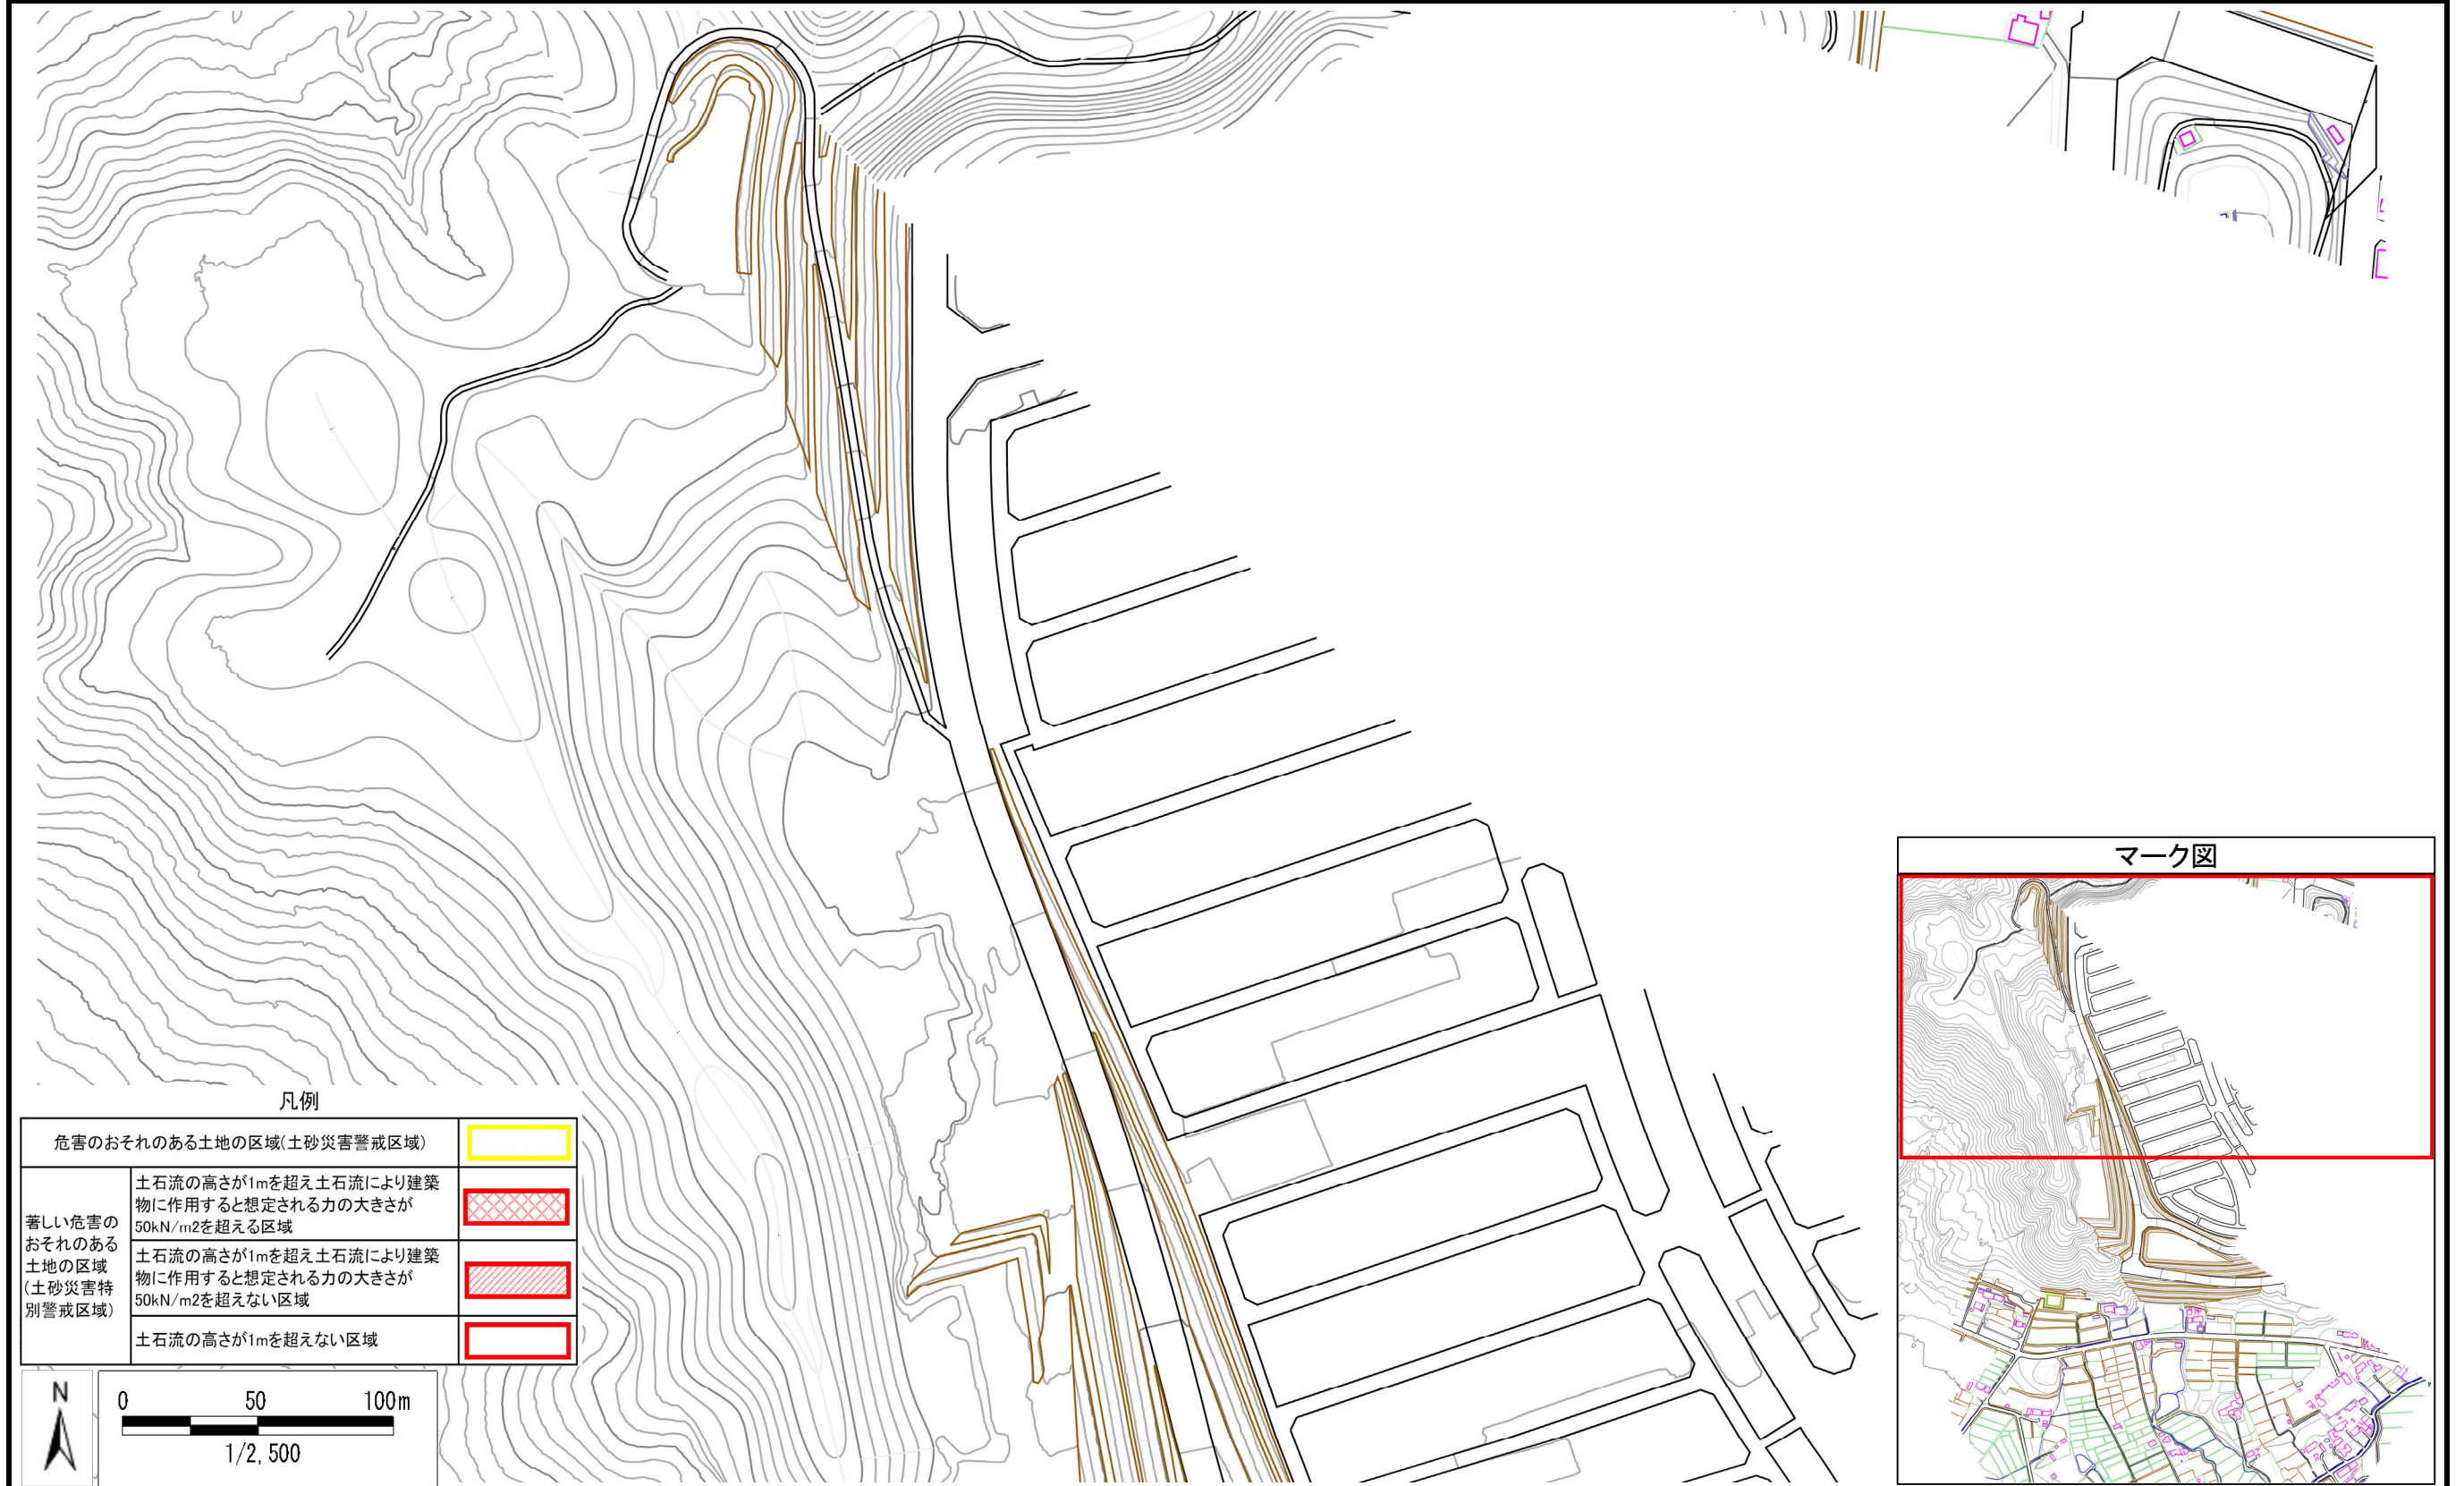 マーク図
凡例
危害のおそれのある土地の区域(土砂災害警戒区域)
著しい危害の
おそれのある
土地の区域
(土砂災害特
別警戒区域)
土石流の高さが1mを超え土石流により建築
物に作用すると想定される力の大きさが
50kN/m2を超える区域
土石流の高さが1mを超え土石流により建築
物に作用すると想定される力の大きさが
50kN/m2を超えない区域
土石流の高さが1mを超えない区域
N
0 50 100m
1/2,500